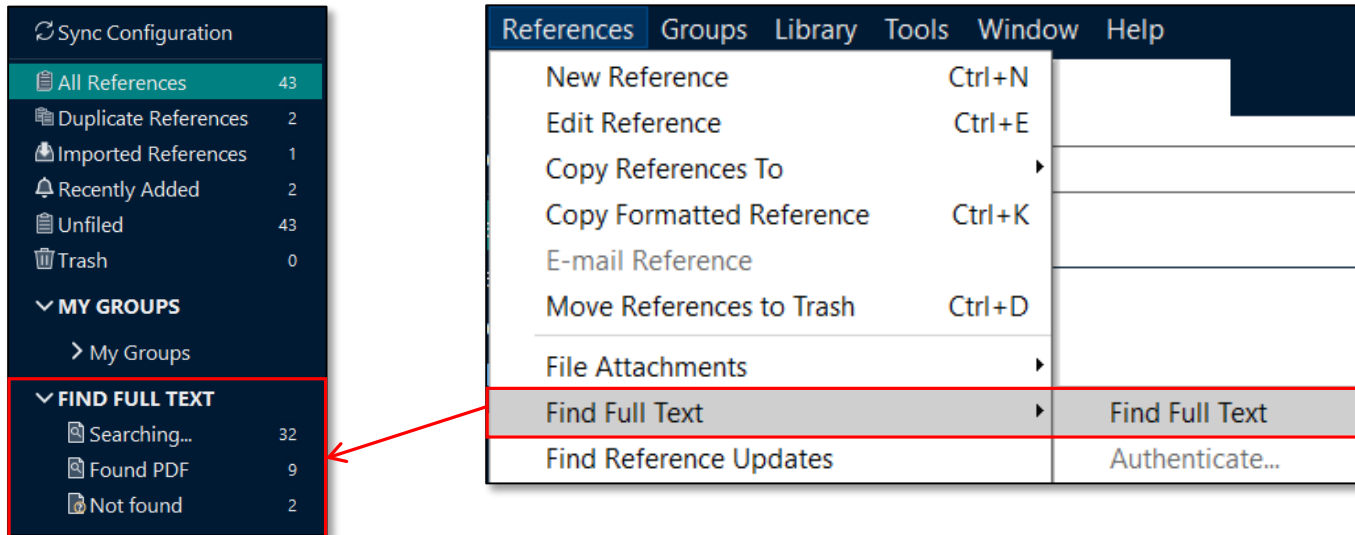 Sync Configuration
All References 43
Duplicate References 2
Imported References 1
Recently Added 2
Unfiled 43
Trash 0
MY GROUPS
My Groups
FIND FULL TEXT
Searching... 32
Found PDF 9
Not found 2
References Groups Library Tools Window Help
New Reference Ctrl+N
Edit Reference Ctrl+E
Copy References To
Copy Formatted Reference Ctrl+K
E-mail Reference
Move References to Trash Ctrl+D
File Attachments
Find Full Text Find Full Text
Find Reference Updates Authenticate...